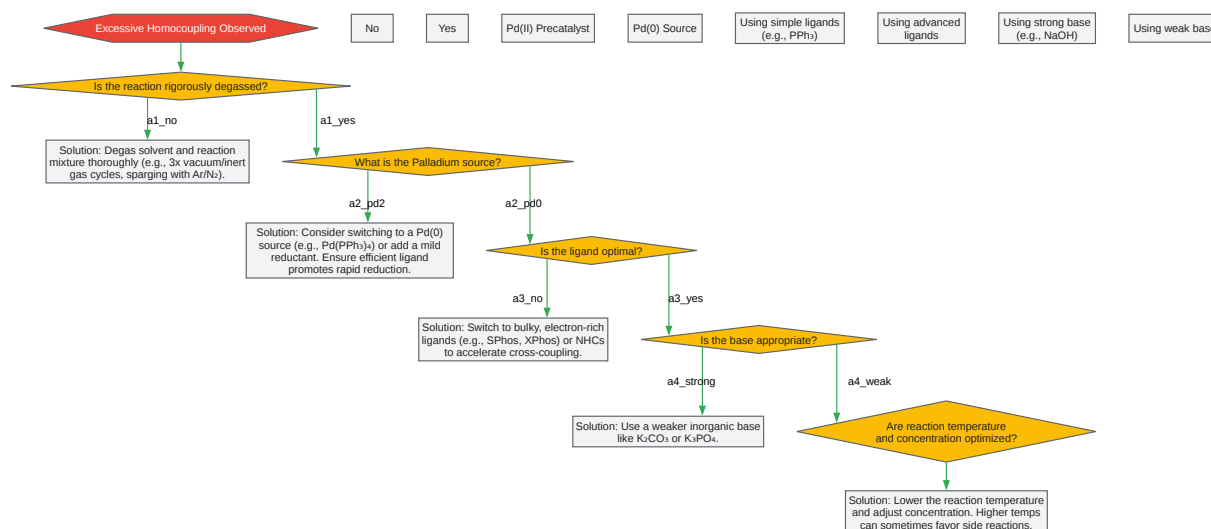 Excessive Homocoupling Observed
No
Yes
Pd(II) Precatalyst
Pd(0) Source
Using simple ligands
(e.g., PPh₃)
Using advanced
ligands
Using strong base
(e.g., NaOH)
Using weak base
Is the reaction rigorously degassed?
a1_no
a1_yes
Solution: Degas solvent and reaction
mixture thoroughly (e.g., 3x vacuum/inert
gas cycles, sparging with Ar/N₂).
What is the Palladium source?
a2_pd2
a2_pd0
Solution: Consider switching to a Pd(0)
source (e.g., Pd(PPh₃)₄) or add a mild
reductant. Ensure efficient ligand
promotes rapid reduction.
Is the ligand optimal?
a3_no
a3_yes
Solution: Switch to bulky, electron-rich
ligands (e.g., SPhos, XPhos) or NHCs
to accelerate cross-coupling.
Is the base appropriate?
a4_strong
a4_weak
Solution: Use a weaker inorganic base
like K₂CO₃ or K₃PO₄.
Are reaction temperature
and concentration optimized?
Solution: Lower the reaction temperature
and adjust concentration. Higher temps
can sometimes favor side reactions.